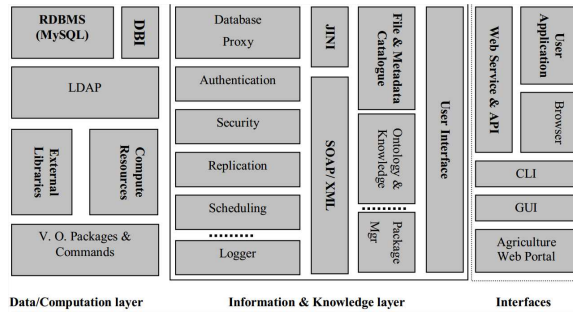 RDBMS
(MySQL)
DBI
LDAP
External
Libraries
Compute
Resources
V. O. Packages &
Commands
Database
Proxy
Authentication
Security
Replication
Scheduling
Logger
JINI
SOAP/ XML
File & Metadata
Catalogue
Ontology &
Knowledge
Package
Mgr
User Interface
Web Service & API
User
Application
Browser
CLI
GUI
Agriculture
Web Portal
Data/Computation layer
Information & Knowledge layer
Interfaces